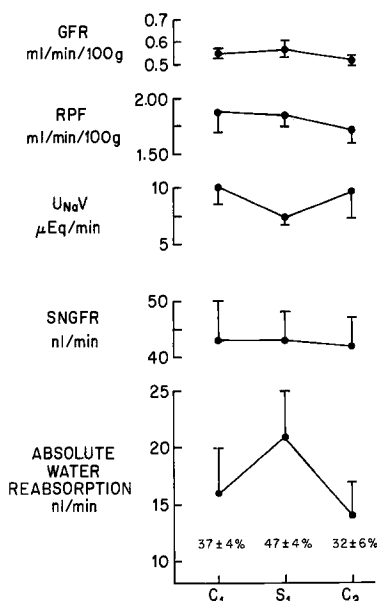 GFR
ml/min/100g
0.7
0.6
0.5
RPF
ml/min/100g
2.00
1.50
UNaV
μEq/min
10
5
SNGFR
nl/min
50
40
ABSOLUTE
WATER
REABSORPTION
nl/min
25
20
15
10
37±4% 47±4% 32±6%
C1 S1 C2